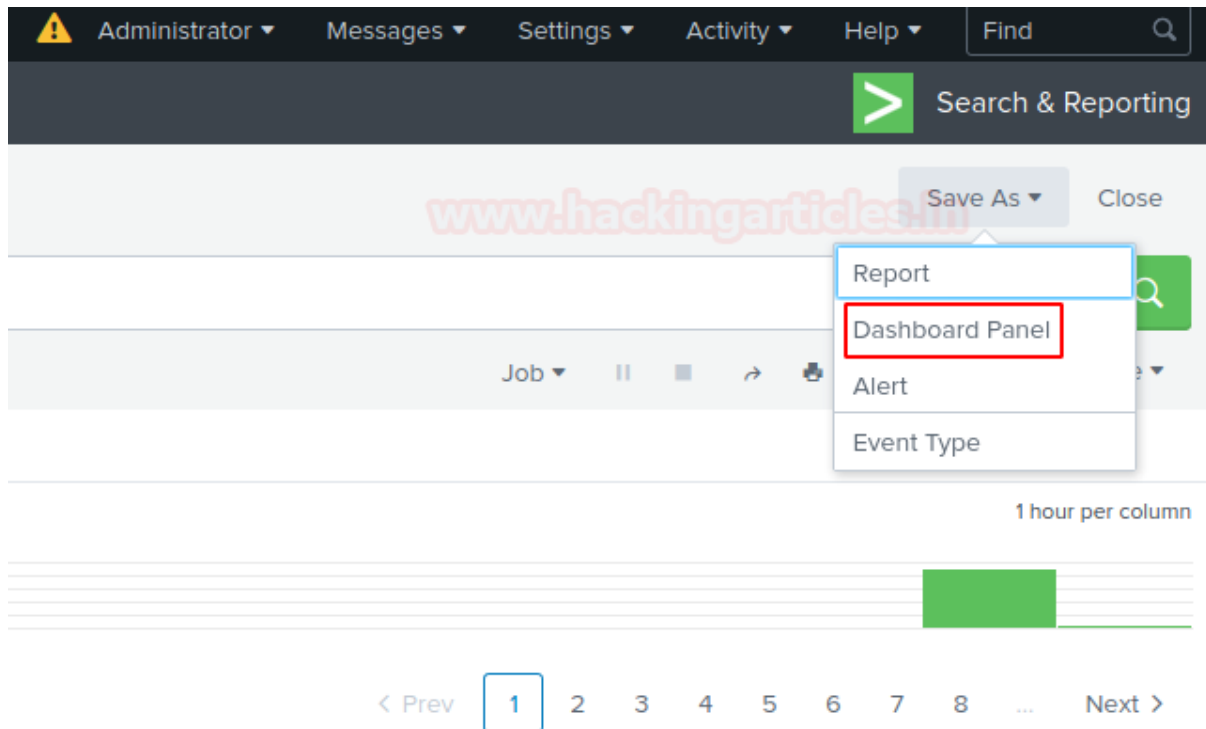 Administrator Messages Settings Activity Help Find
Search & Reporting
www.hackingarticles.in
Save As Close
Report
Dashboard Panel
Job
Alert
Event Type
1 hour per column
< Prev 1 2 3 4 5 6 7 8 ... Next >